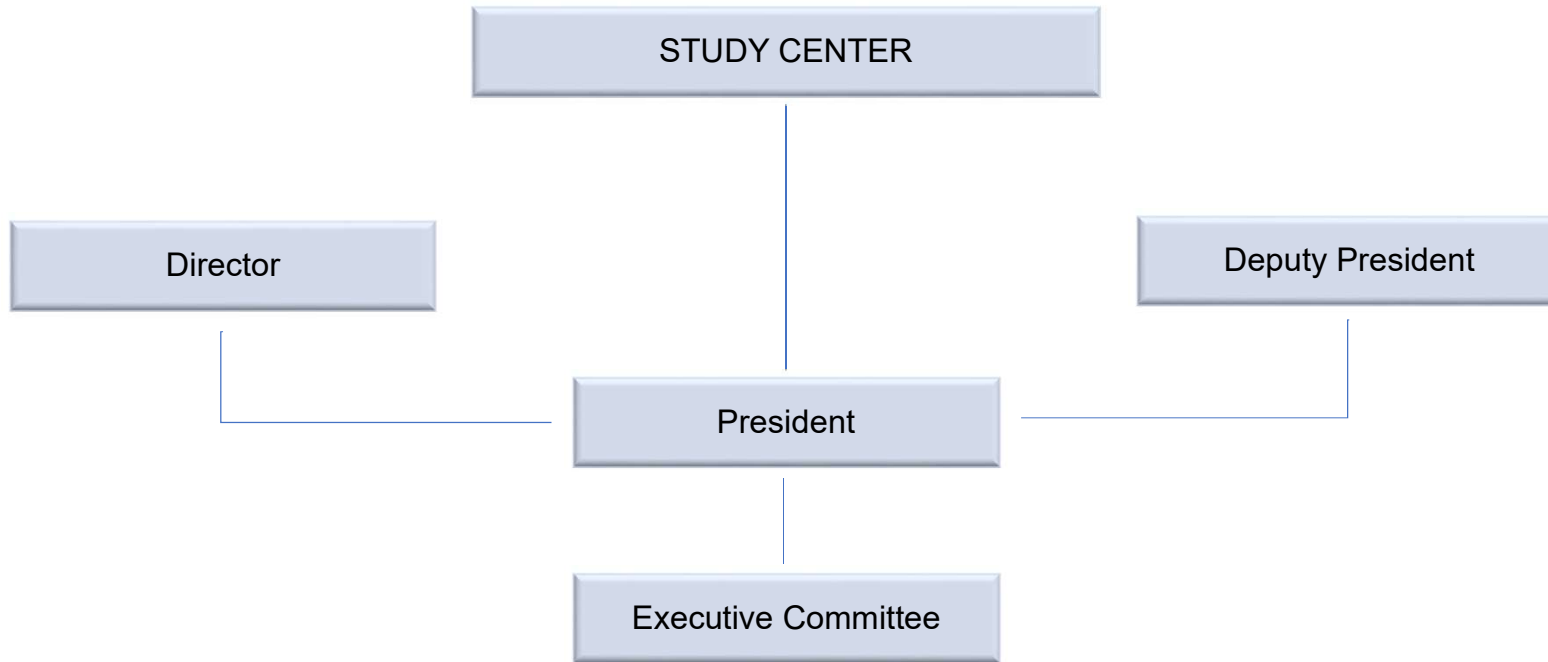 STUDY CENTER
Director
Deputy President
President
Executive Committee